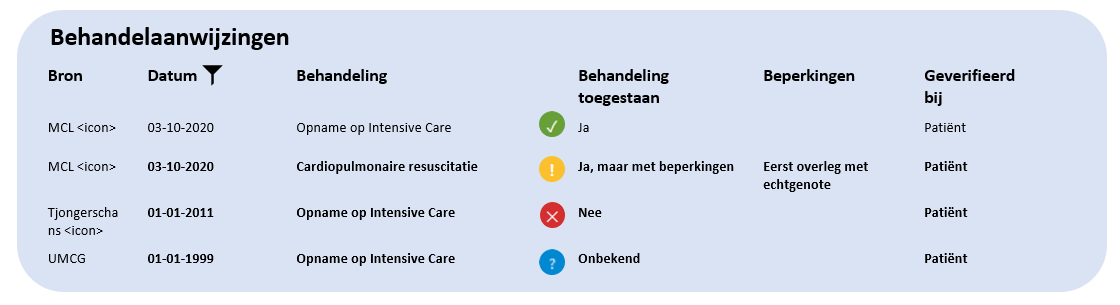 Behandelaanwijzingen
Bron Datum Behandeling Behandeling toegestaan Beperkingen Geverifieerd bij
MCL <icon> 03-10-2020 Opname op Intensive Care Ja Patiënt
MCL <icon> 03-10-2020 Cardiopulmonaire resuscitatie ! Ja, maar met beperkingen Eerst overleg met echtgenote Patiënt
Tjongerschans <icon> 01-01-2011 Opname op Intensive Care Nee Patiënt
UMCG 01-01-1999 Opname op Intensive Care ? Onbekend Patiënt